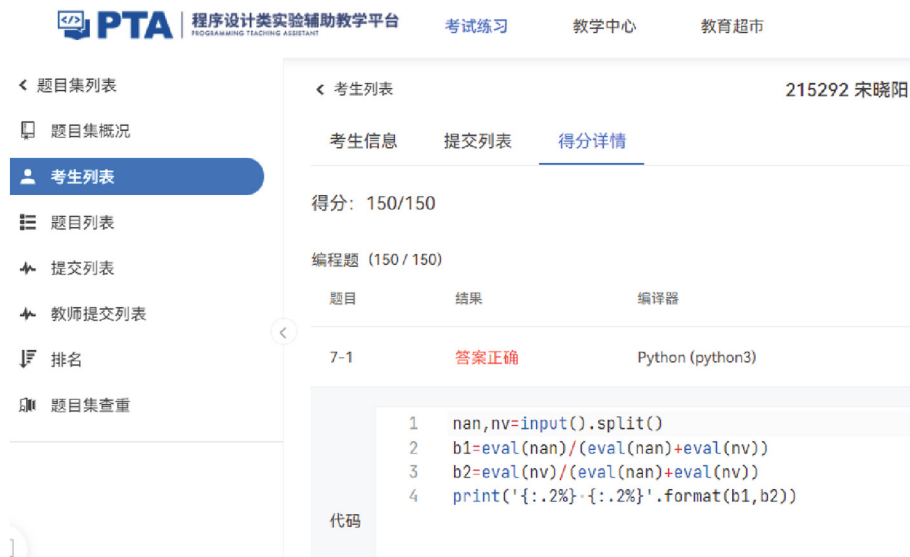 PTA 程序设计类实验辅助教学平台
PROGRAMMING TEACHING ASSISTANT
考试练习 教学中心 教育超市
题目集列表
题目集概况
考生列表
题目列表
提交列表
教师提交列表
排名
题目集查重
考生列表 215292 宋晓阳
考生信息 提交列表 得分详情
得分: 150/150
编程题 (150 / 150)
题目 结果 编译器
7-1 答案正确 Python (python3)
代码
1 nan,nv=input().split()
2 b1=eval(nan)/(eval(nan)+eval(nv))
3 b2=eval(nv)/(eval(nan)+eval(nv))
4 print('{:.2%}·{:.2%}'.format(b1,b2))